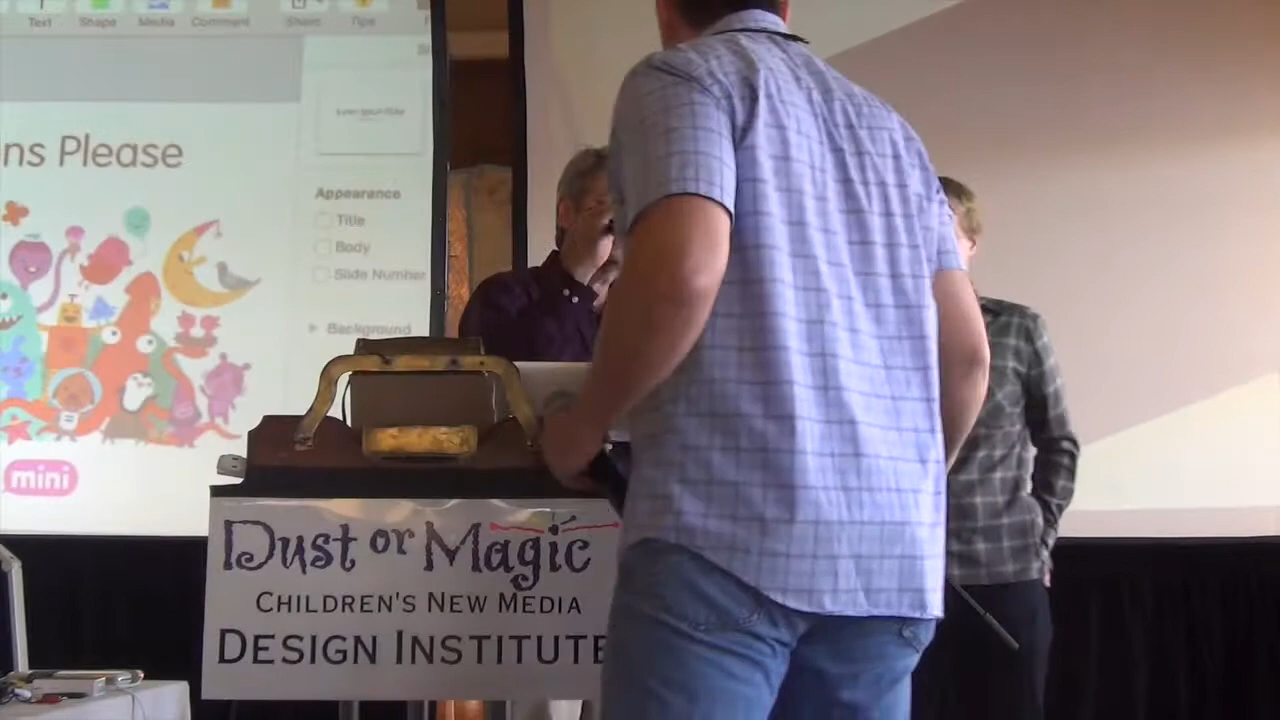 Text Shape Media Comment Share Tips
ns Please
Appearance
Title
Body
Slide Number
Background
mini
Dust or Magic
CHILDREN'S NEW MEDIA
DESIGN INSTITUTE